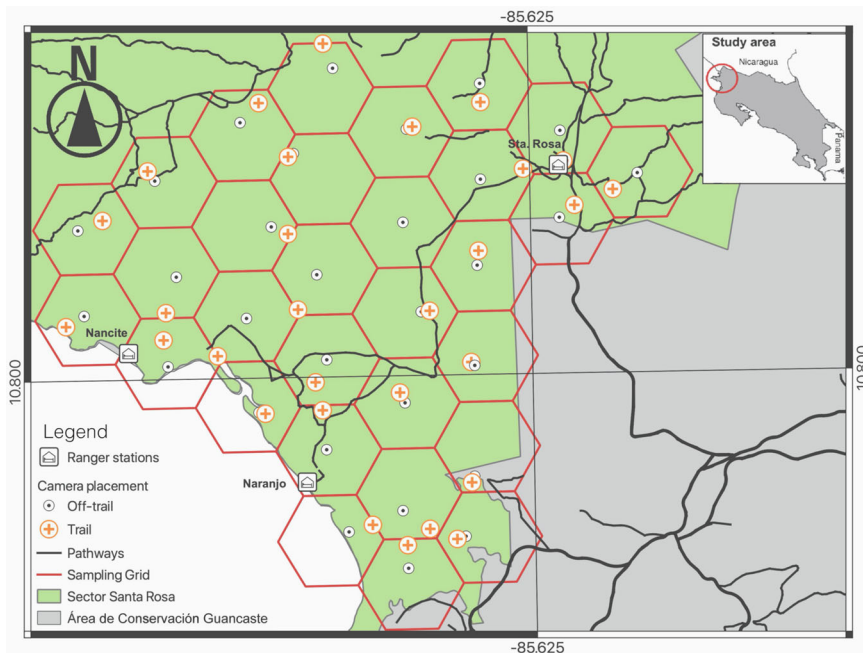 -85.625
N
Study area
Nicaragua
Panama
Sta. Rosa
Nancite
10.800
10.800
Naranjo
Legend
Ranger stations
Camera placement
Off-trail
Trail
Pathways
Sampling Grid
Sector Santa Rosa
Área de Conservación Guancaste
-85.625